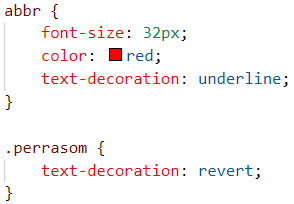 abbr {
font-size: 32px;
color: red;
text-decoration: underline;
}
.perrasom {
text-decoration: revert;
}